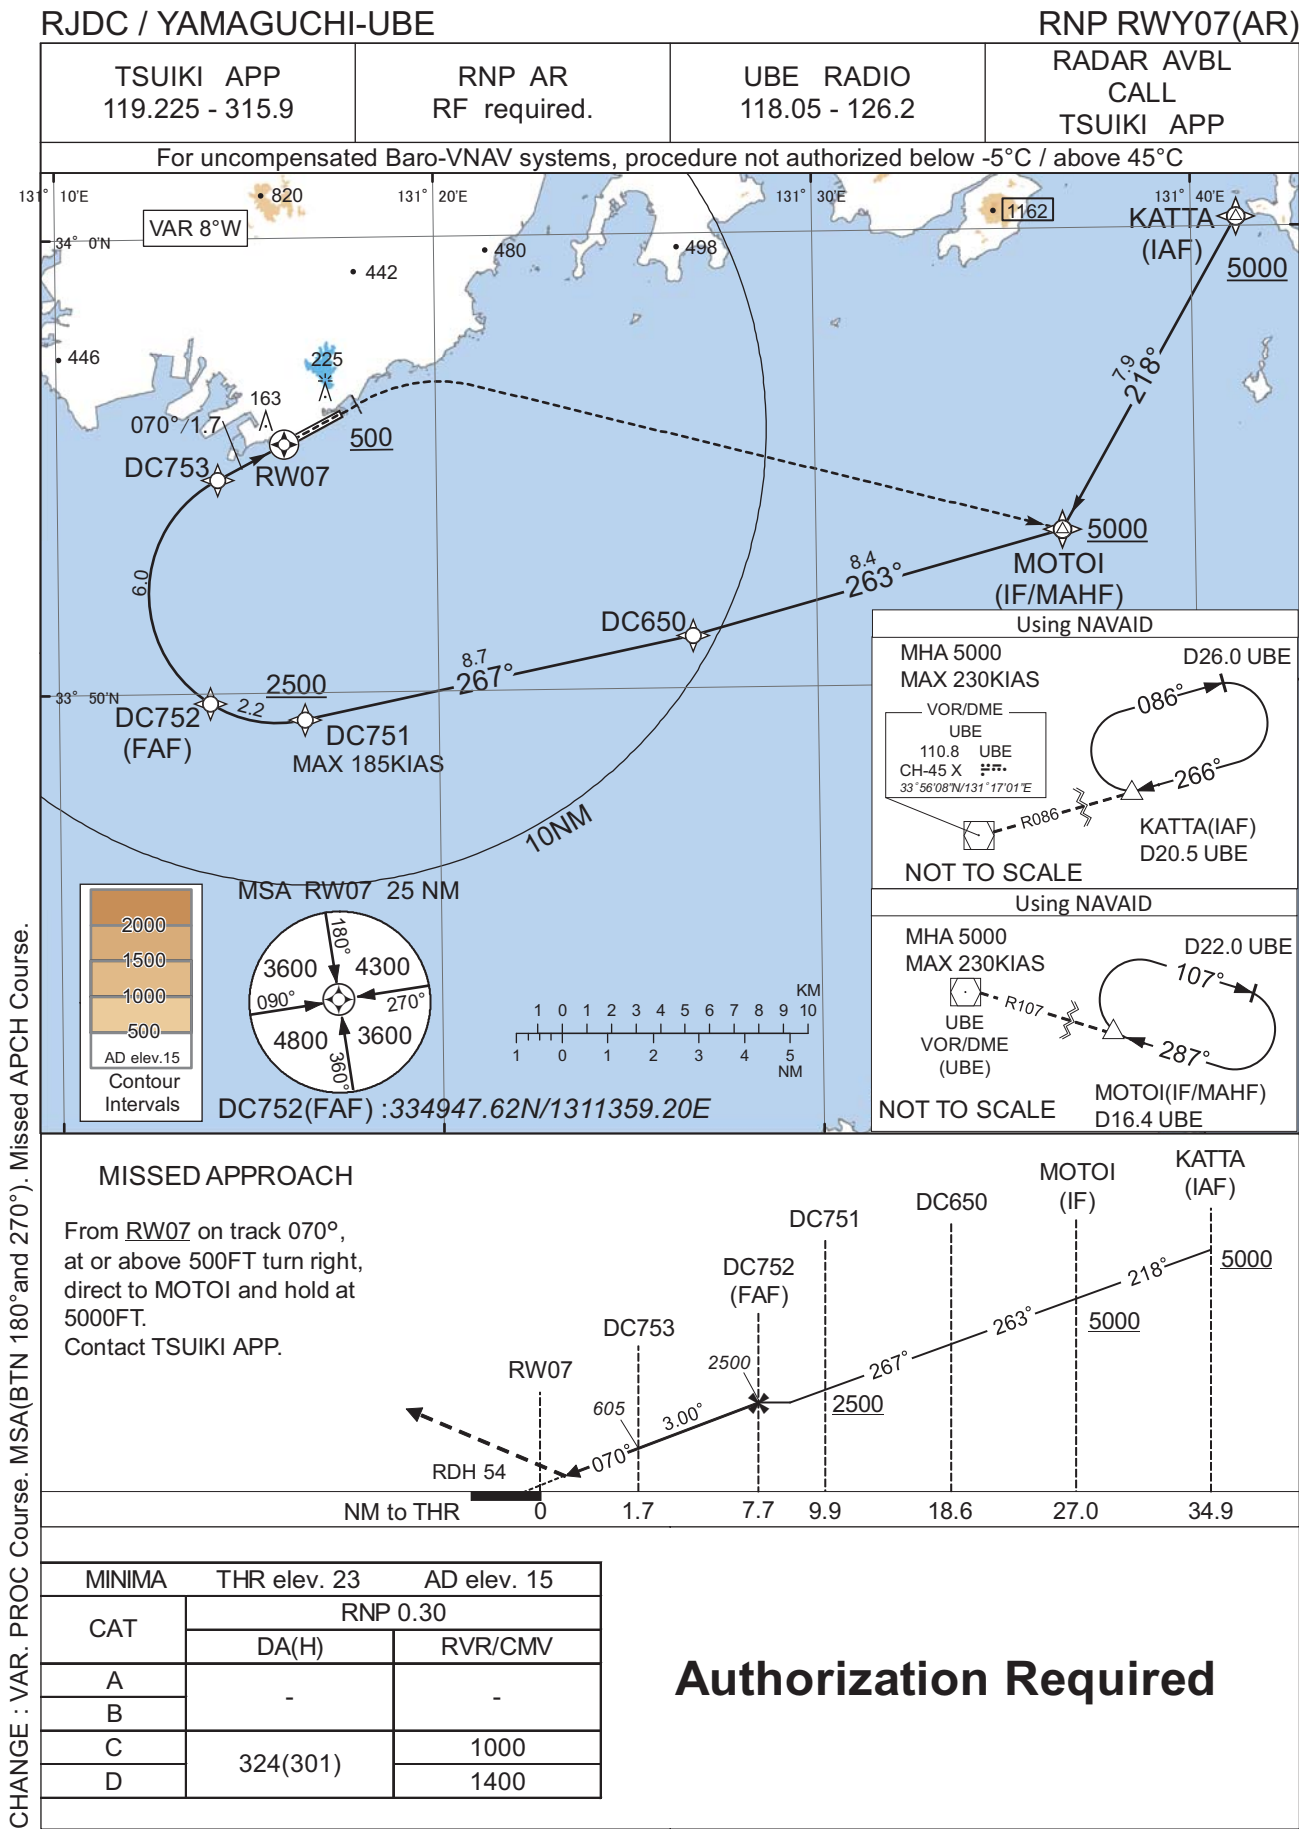 RJDC / YAMAGUCHI-UBE
RNP RWY07(AR)
TSUIKI APP
119.225 - 315.9
RNP AR
RF required.
UBE RADIO
118.05 - 126.2
RADAR AVBL
CALL
TSUIKI APP
For uncompensated Baro-VNAV systems, procedure not authorized below -5°C / above 45°C
131° 10'E
131° 20'E
131° 30'E
131° 40'E
820
VAR 8°W
34° 0'N
442
480
498
1162
KATTA
(IAF)
5000
446
225
163
7.9
218°
070°/1.7
500
DC753
RW07
5000
MOTOI
(IF/MAHF)
8.4
263°
6.0
DC650
8.7
267°
33° 50'N
2500
DC752
(FAF)
2.2
DC751
MAX 185KIAS
10NM
Using NAVAID
MHA 5000
MAX 230KIAS
D26.0 UBE
VOR/DME
UBE
110.8 UBE
CH-45 X
33°56'08"N/131°17'01"E
086°
266°
R086
KATTA(IAF)
D20.5 UBE
NOT TO SCALE
Using NAVAID
MHA 5000
MAX 230KIAS
D22.0 UBE
107°
R107
287°
UBE
VOR/DME
(UBE)
MOTOI(IF/MAHF)
D16.4 UBE
NOT TO SCALE
2000
1500
1000
500
AD elev.15
Contour
Intervals
MSA RW07 25 NM
180°
3600
4300
090°
270°
4800
3600
360°
KM
1 0 1 2 3 4 5 6 7 8 9 10
1 0 1 2 3 4 5
NM
DC752(FAF) :334947.62N/1311359.20E
MISSED APPROACH
From RW07 on track 070°,
at or above 500FT turn right,
direct to MOTOI and hold at
5000FT.
Contact TSUIKI APP.
KATTA
(IAF)
MOTOI
(IF)
DC650
DC751
DC752
(FAF)
DC753
RW07
5000
218°
5000
263°
267°
2500
2500
605
3.00°
070°
RDH 54
NM to THR
0 1.7 7.7 9.9 18.6 27.0 34.9
MINIMA THR elev. 23 AD elev. 15
CAT
RNP 0.30
DA(H) RVR/CMV
A
B
- -
C
D
324(301)
1000
1400
Authorization Required
CHANGE : VAR. PROC Course. MSA(BTN 180°and 270°). Missed APCH Course.